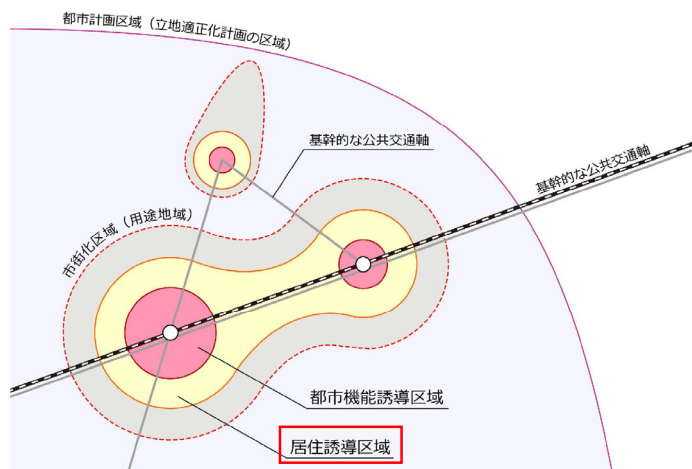 都市計画区域（立地適正化計画の区域）
基幹的な公共交通軸
基幹的な公共交通軸
市街化区域（用途地域）
都市機能誘導区域
居住誘導区域